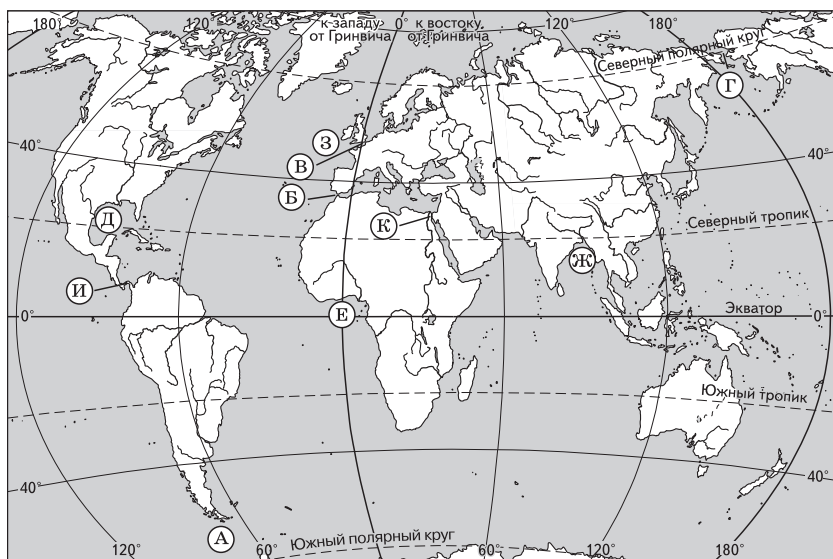 180° 120° к западу 0° к востоку 120° 180°
от Гринвича от Гринвича
Северный полярный круг
Г
З
40° В 40°
Б
Д К Северный тропик
Ж
И
0° Е Экватор 0°
Южный тропик
40° 40°
А Южный полярный круг
120° 60° 0° 60° 120° 180°